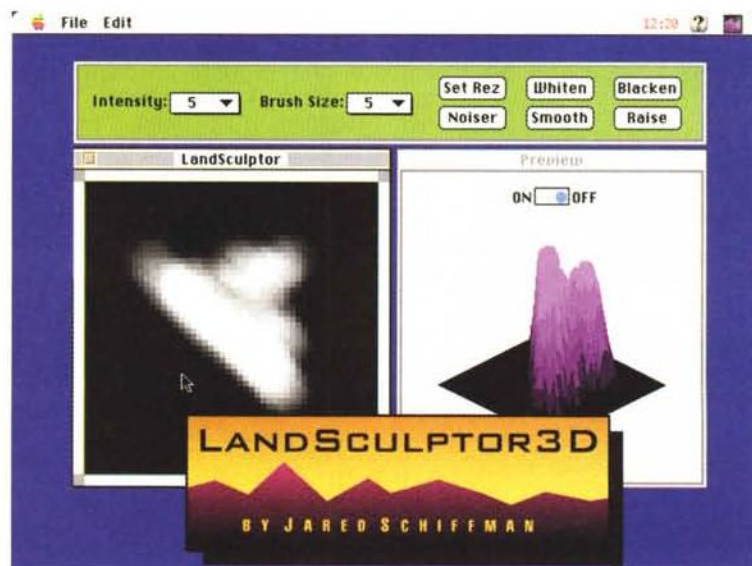 File Edit 12:20
Intensity: 5 Brush Size: 5 Set Rez Whiten Blacken
Noiser Smooth Raise
LandSculptor Preview
ON OFF
LANDSCULPTOR3D
BY JARED SCHIFFMAN